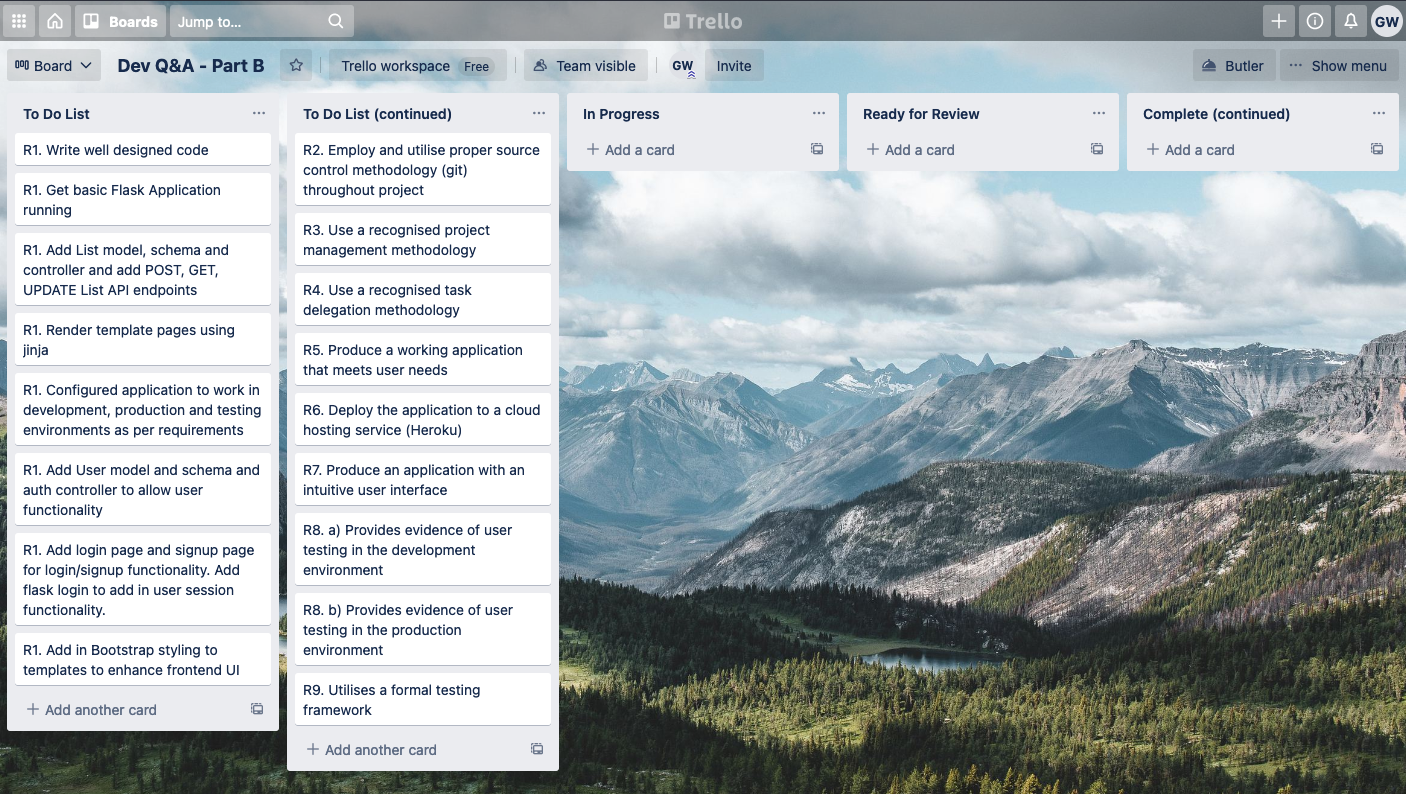 Boards
Jump to...
Trello
GW
Board
Dev Q&A - Part B
Trello workspace Free
Team visible
GW
Invite
Butler
··· Show menu
To Do List ···
R1. Write well designed code
R1. Get basic Flask Application
running
R1. Add List model, schema and
controller and add POST, GET,
UPDATE List API endpoints
R1. Render template pages using
jinja
R1. Configured application to work in
development, production and testing
environments as per requirements
R1. Add User model and schema and
auth controller to allow user
functionality
R1. Add login page and signup page
for login/signup functionality. Add
flask login to add in user session
functionality.
R1. Add in Bootstrap styling to
templates to enhance frontend UI
+ Add another card
To Do List (continued) ···
R2. Employ and utilise proper source
control methodology (git)
throughout project
R3. Use a recognised project
management methodology
R4. Use a recognised task
delegation methodology
R5. Produce a working application
that meets user needs
R6. Deploy the application to a cloud
hosting service (Heroku)
R7. Produce an application with an
intuitive user interface
R8. a) Provides evidence of user
testing in the development
environment
R8. b) Provides evidence of user
testing in the production
environment
R9. Utilises a formal testing
framework
+ Add another card
In Progress ···
+ Add a card
Ready for Review ···
+ Add a card
Complete (continued) ···
+ Add a card